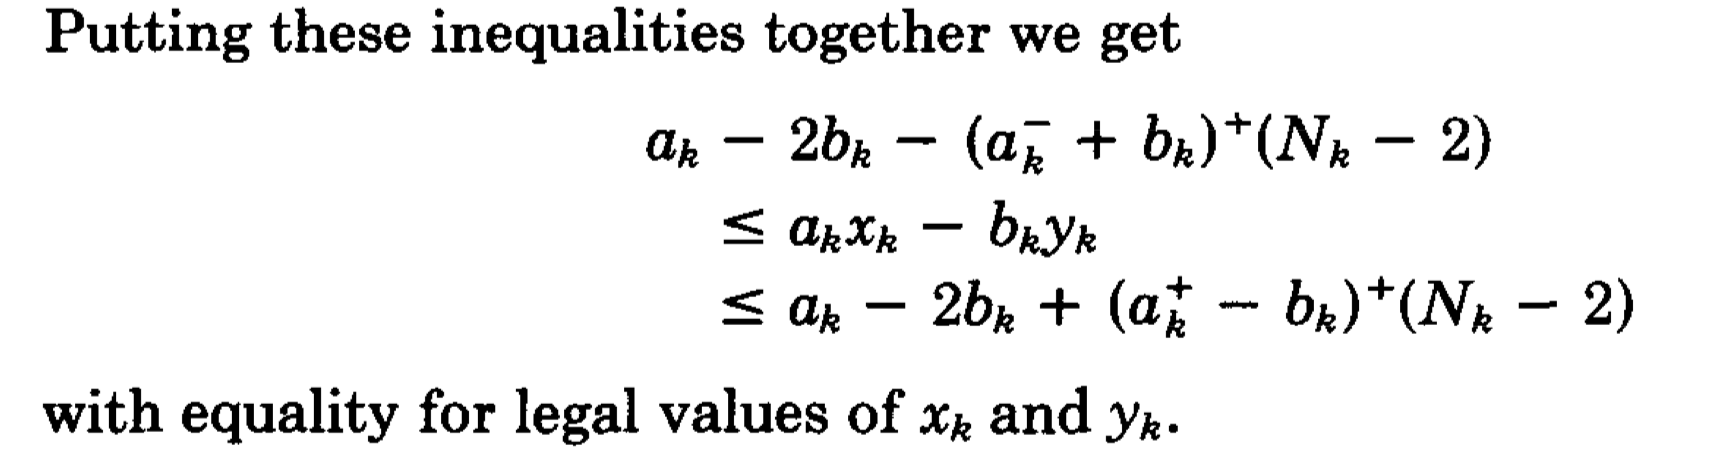 Putting these inequalities together we get
a_k − 2b_k − (a_k^− + b_k)^+(N_k − 2)
≤ a_k x_k − b_k y_k
≤ a_k − 2b_k + (a_k^+ − b_k)^+(N_k − 2)
with equality for legal values of x_k and y_k.